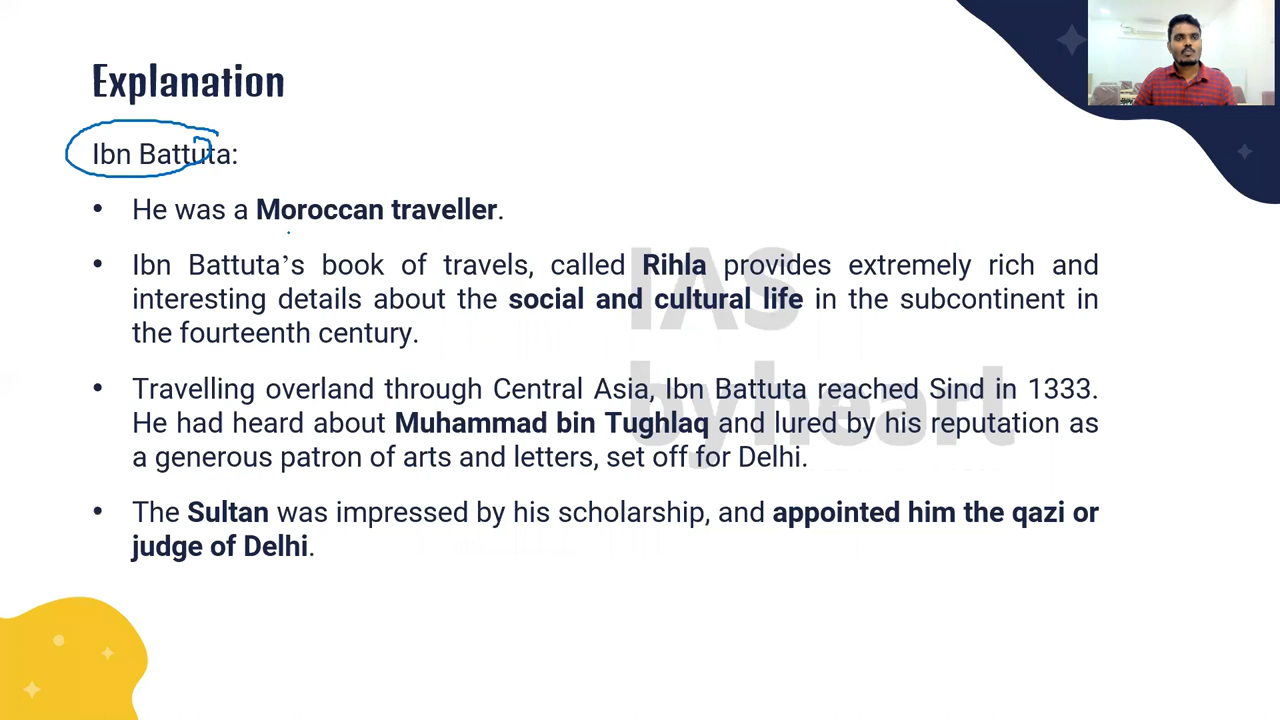 Explanation
Ibn Battuta:
• He was a Moroccan traveller.
• Ibn Battuta’s book of travels, called Rihla provides extremely rich and
interesting details about the social and cultural life in the subcontinent in
the fourteenth century.
• Travelling overland through Central Asia, Ibn Battuta reached Sind in 1333.
He had heard about Muhammad bin Tughlaq and lured by his reputation as
a generous patron of arts and letters, set off for Delhi.
• The Sultan was impressed by his scholarship, and appointed him the qazi or
judge of Delhi.
IAS
byheart